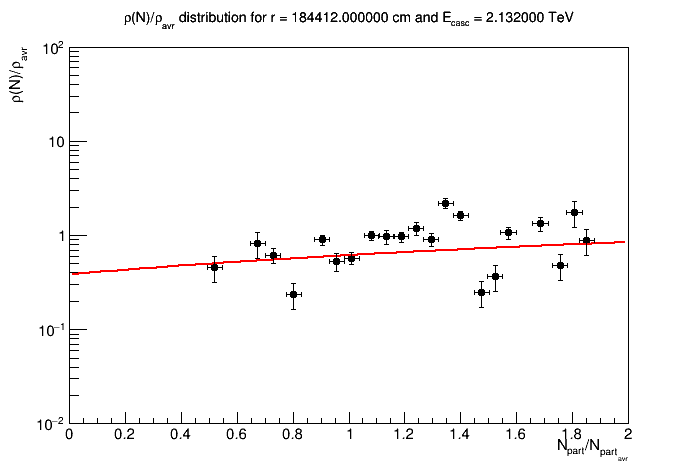 ρ(N)/ρavr distribution for r = 184412.000000 cm and Ecasc = 2.132000 TeV
ρ(N)/ρavr
10²
10
1
10⁻¹
10⁻²
0 0.2 0.4 0.6 0.8 1 1.2 1.4 1.6 1.8 2
Npart/Npartavr